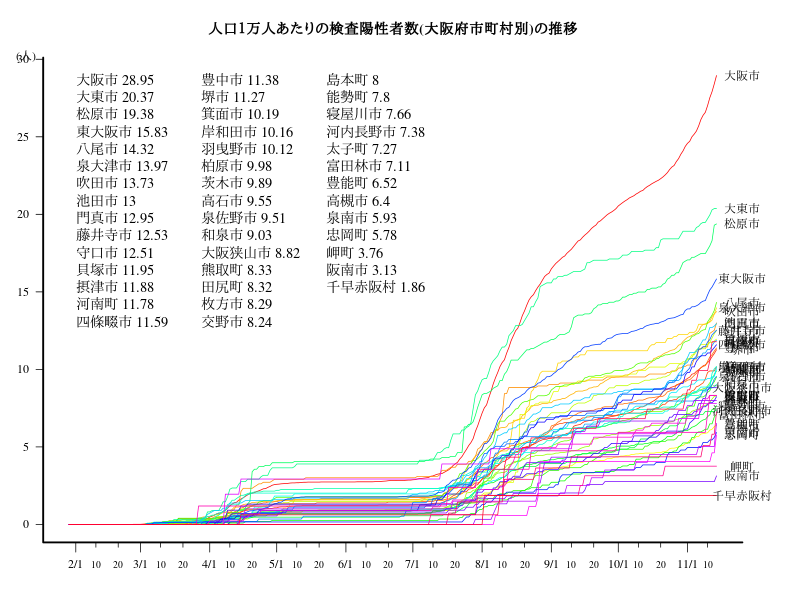 人口1万人あたりの検査陽性者数(大阪府市町村別)の推移
(人)
30
25
20
15
10
5
0
大阪市 28.95
大東市 20.37
松原市 19.38
東大阪市 15.83
八尾市 14.32
泉大津市 13.97
吹田市 13.73
池田市 13
門真市 12.95
藤井寺市 12.53
守口市 12.51
貝塚市 11.95
摂津市 11.88
河南町 11.78
四條畷市 11.59
豊中市 11.38
堺市 11.27
箕面市 10.19
岸和田市 10.16
羽曳野市 10.12
柏原市 9.98
茨木市 9.89
高石市 9.55
泉佐野市 9.51
和泉市 9.03
大阪狭山市 8.82
熊取町 8.33
田尻町 8.32
枚方市 8.29
交野市 8.24
島本町 8
能勢町 7.8
寝屋川市 7.66
河内長野市 7.38
太子町 7.27
富田林市 7.11
豊能町 6.52
高槻市 6.4
泉南市 5.93
忠岡町 5.78
岬町 3.76
阪南市 3.13
千早赤阪村 1.86
大阪市
大東市
松原市
東大阪市
岬町
阪南市
千早赤阪村
2/1 10 20 3/1 10 20 4/1 10 20 5/1 10 20 6/1 10 20 7/1 10 20 8/1 10 20 9/1 10 20 10/1 10 20 11/1 10